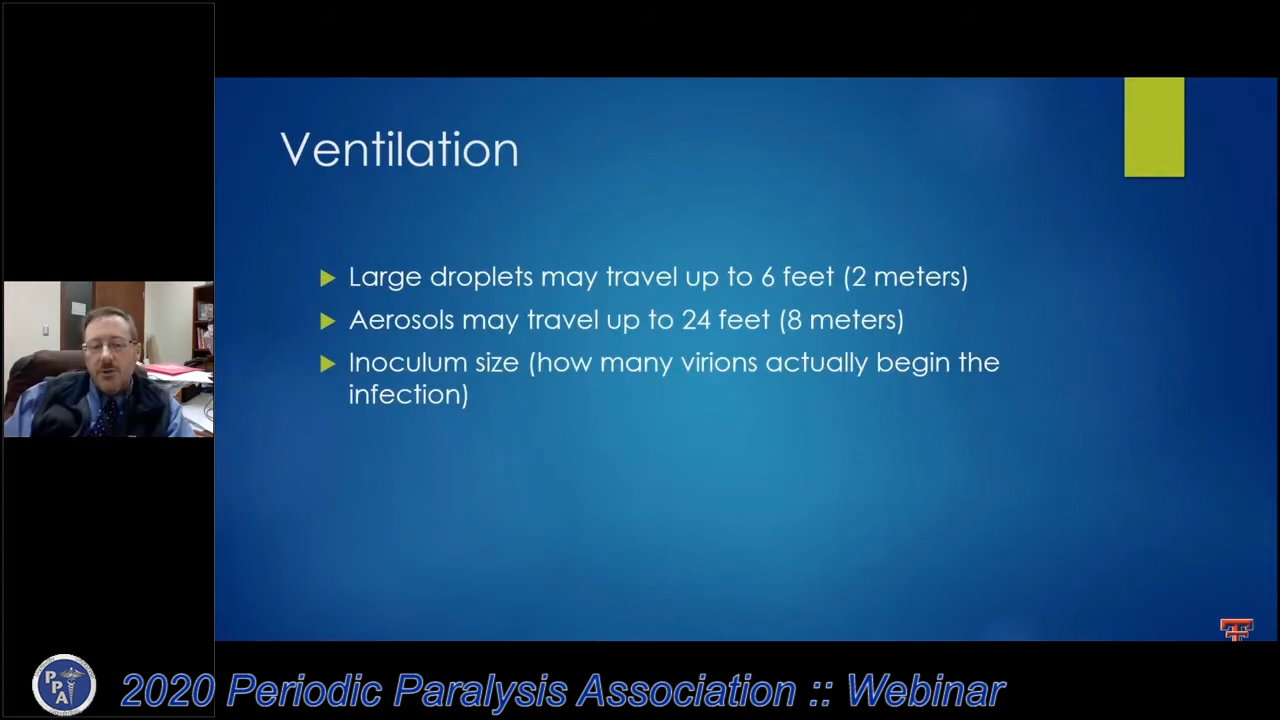 Ventilation
Large droplets may travel up to 6 feet (2 meters)
Aerosols may travel up to 24 feet (8 meters)
Inoculum size (how many virions actually begin the
infection)
PPA
2020 Periodic Paralysis Association :: Webinar